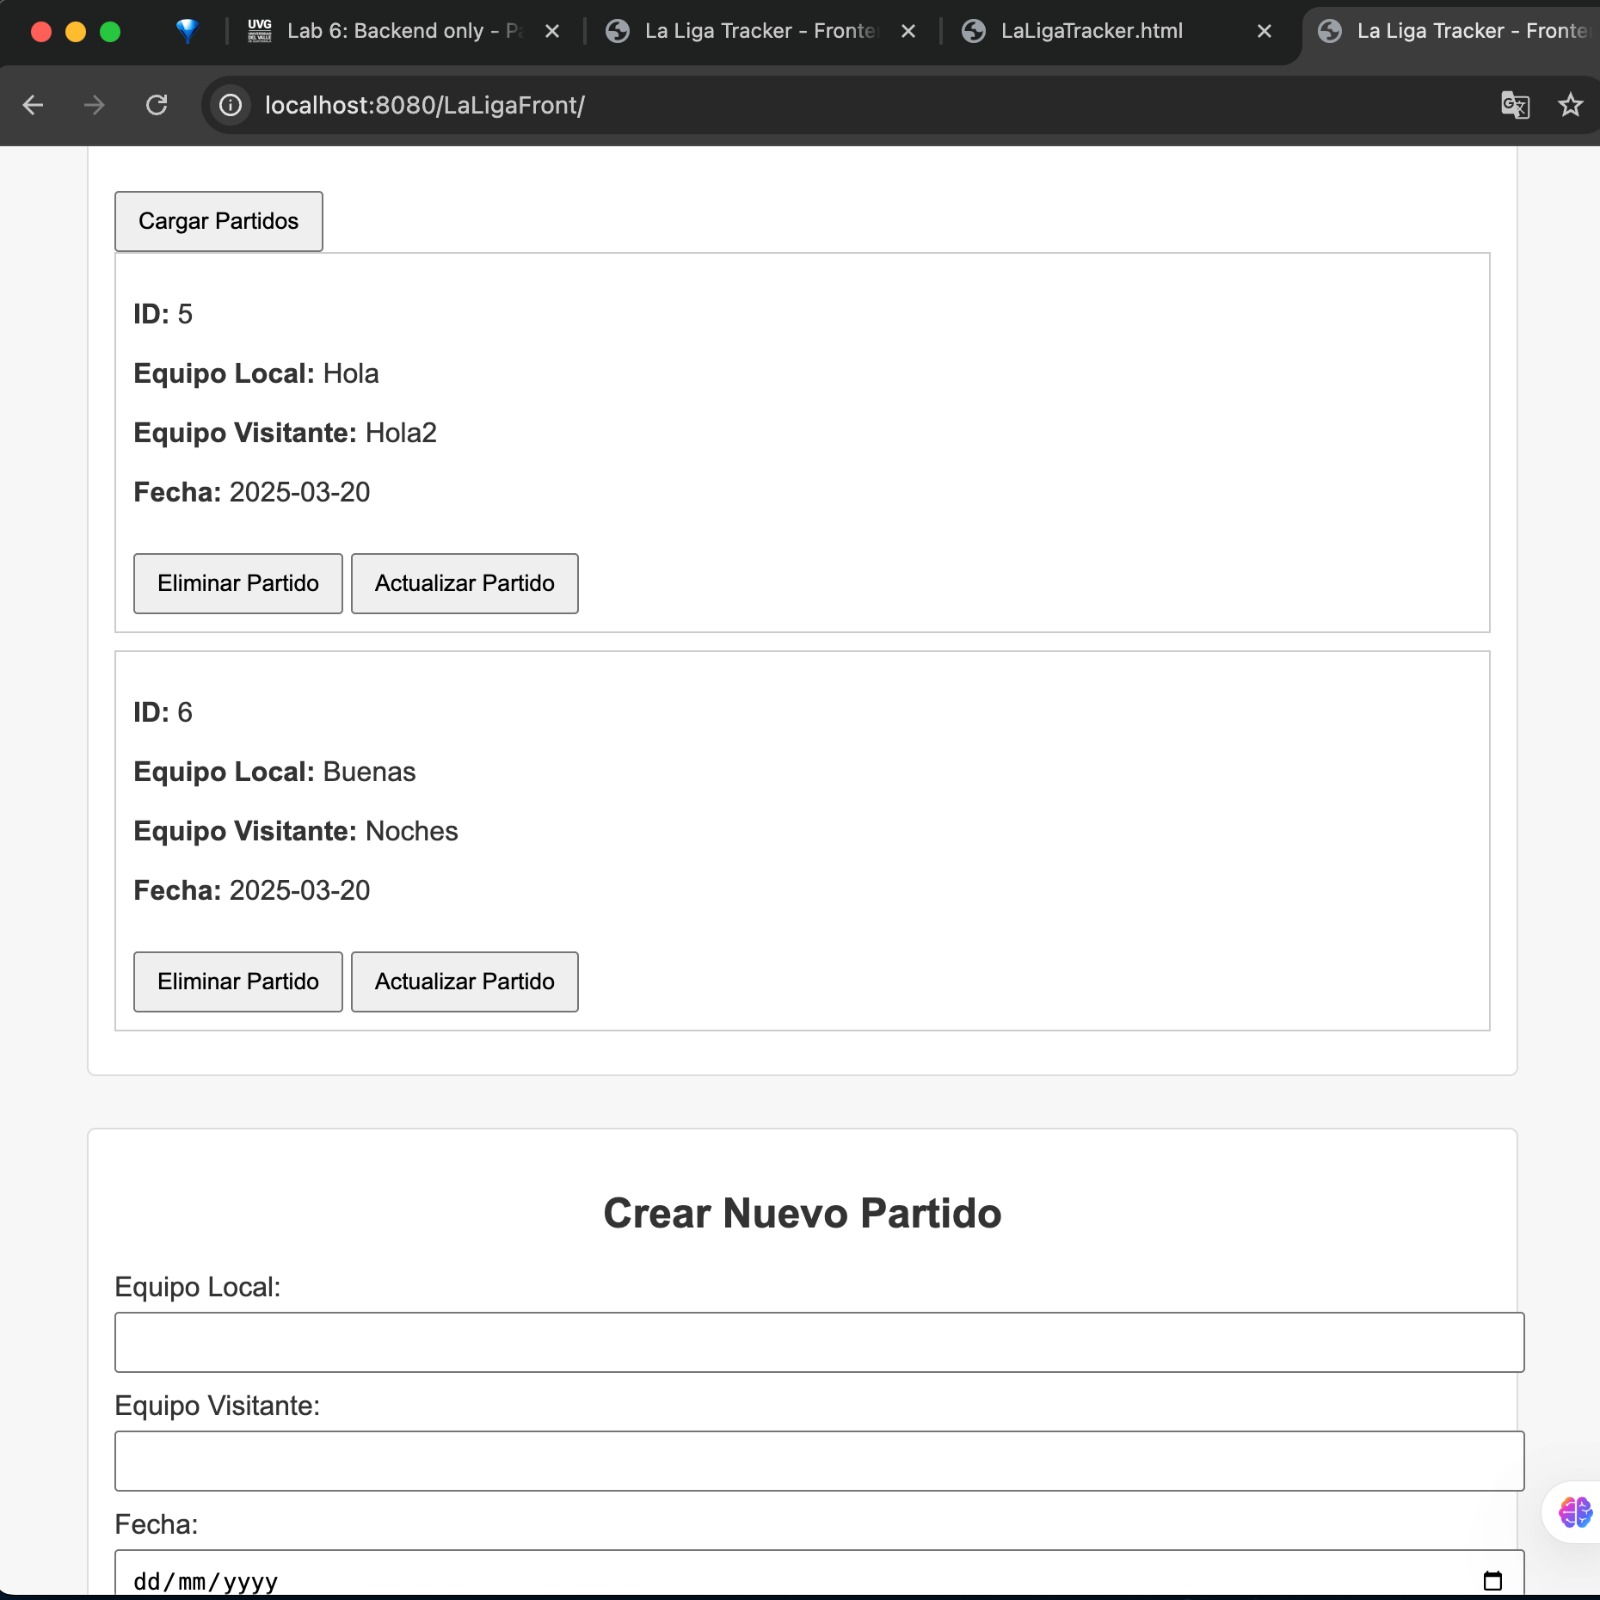 UVG
Lab 6: Backend only - Pa
La Liga Tracker - Fronte
LaLigaTracker.html
La Liga Tracker - Fronte
localhost:8080/LaLigaFront/
Cargar Partidos
ID: 5
Equipo Local: Hola
Equipo Visitante: Hola2
Fecha: 2025-03-20
Eliminar Partido Actualizar Partido
ID: 6
Equipo Local: Buenas
Equipo Visitante: Noches
Fecha: 2025-03-20
Eliminar Partido Actualizar Partido
Crear Nuevo Partido
Equipo Local:
Equipo Visitante:
Fecha:
dd/mm/yyyy